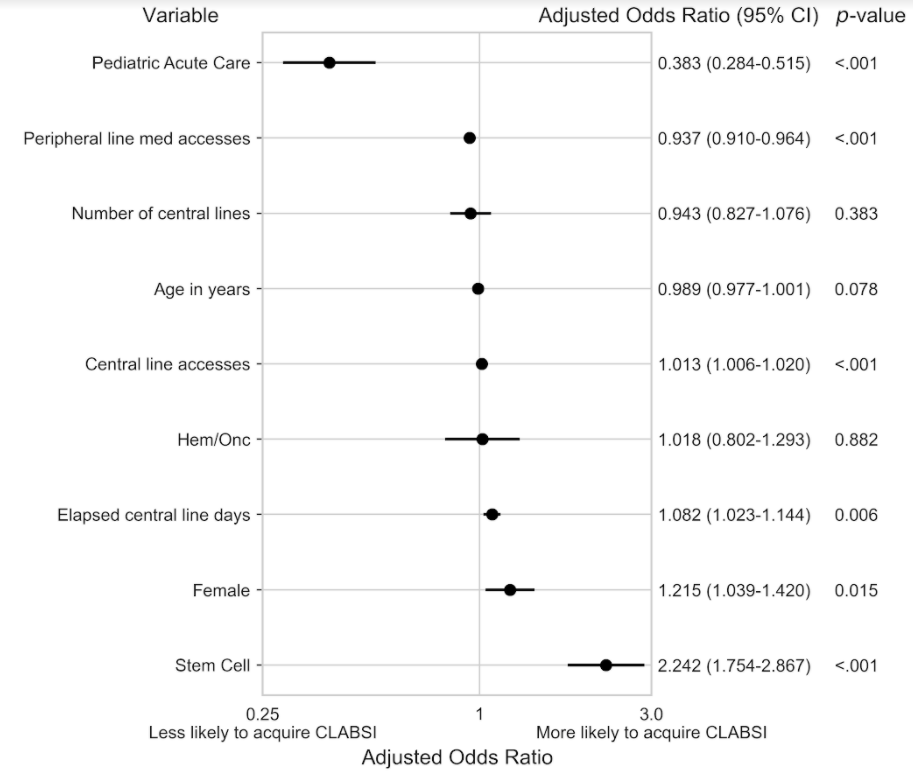 Variable Adjusted Odds Ratio (95% CI) p-value
Pediatric Acute Care 0.383 (0.284-0.515) <.001
Peripheral line med accesses 0.937 (0.910-0.964) <.001
Number of central lines 0.943 (0.827-1.076) 0.383
Age in years 0.989 (0.977-1.001) 0.078
Central line accesses 1.013 (1.006-1.020) <.001
Hem/Onc 1.018 (0.802-1.293) 0.882
Elapsed central line days 1.082 (1.023-1.144) 0.006
Female 1.215 (1.039-1.420) 0.015
Stem Cell 2.242 (1.754-2.867) <.001
0.25 1 3.0
Less likely to acquire CLABSI More likely to acquire CLABSI
Adjusted Odds Ratio